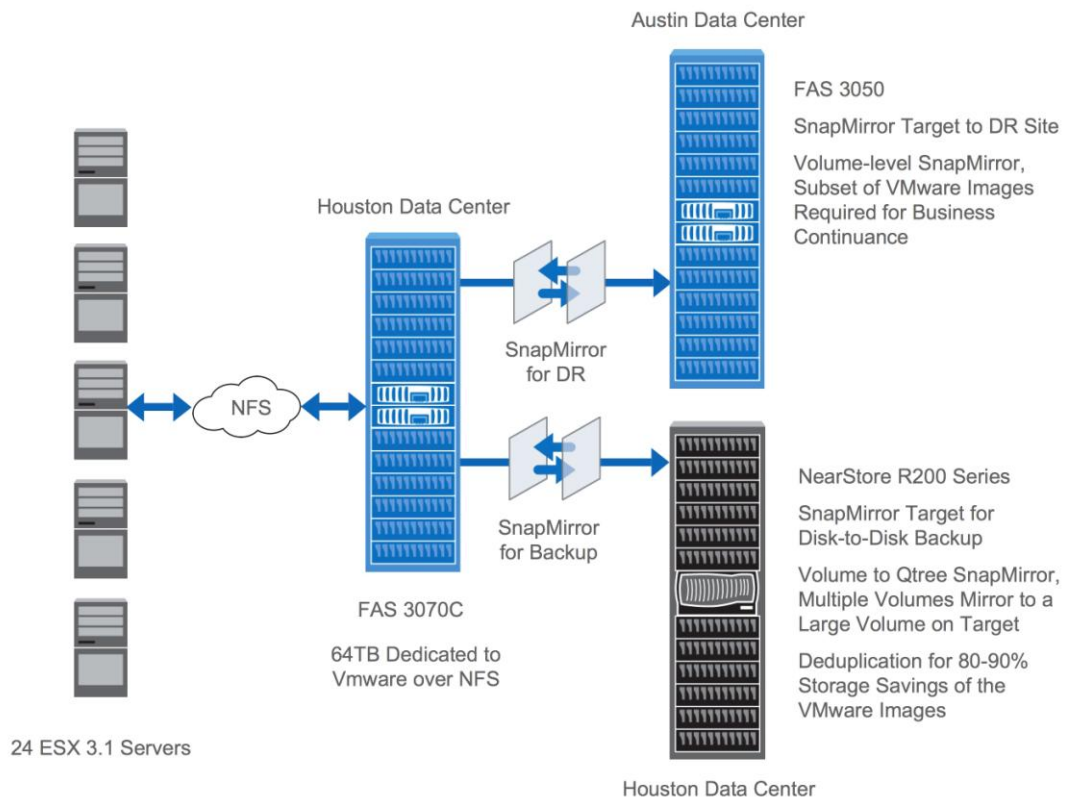 Austin Data Center
FAS 3050
SnapMirror Target to DR Site
Volume-level SnapMirror,
Subset of VMware Images
Required for Business
Continuance
Houston Data Center
SnapMirror
for DR
NFS
SnapMirror
for Backup
FAS 3070C
64TB Dedicated to
Vmware over NFS
NearStore R200 Series
SnapMirror Target for
Disk-to-Disk Backup
Volume to Qtree SnapMirror,
Multiple Volumes Mirror to a
Large Volume on Target
Deduplication for 80-90%
Storage Savings of the
VMware Images
24 ESX 3.1 Servers
Houston Data Center